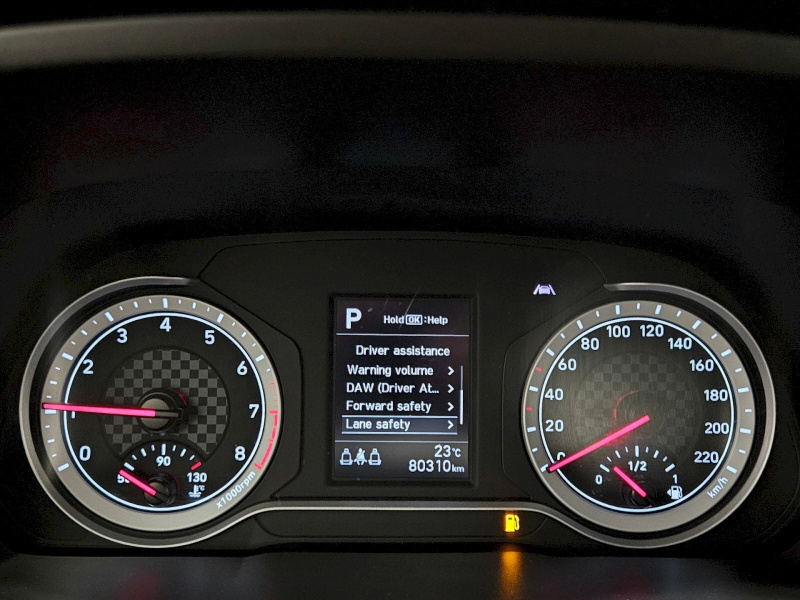 P
Hold OK :Help
Driver assistance
Warning volume >
DAW (Driver At... >
Forward safety >
Lane safety >
23°C
80310km
0 2 3 4 5 6 7 8
x1000rpm
90 130
°C
0 20 40 60 80 100 120 140 160 180 200 220
km/h
0 1/2 1